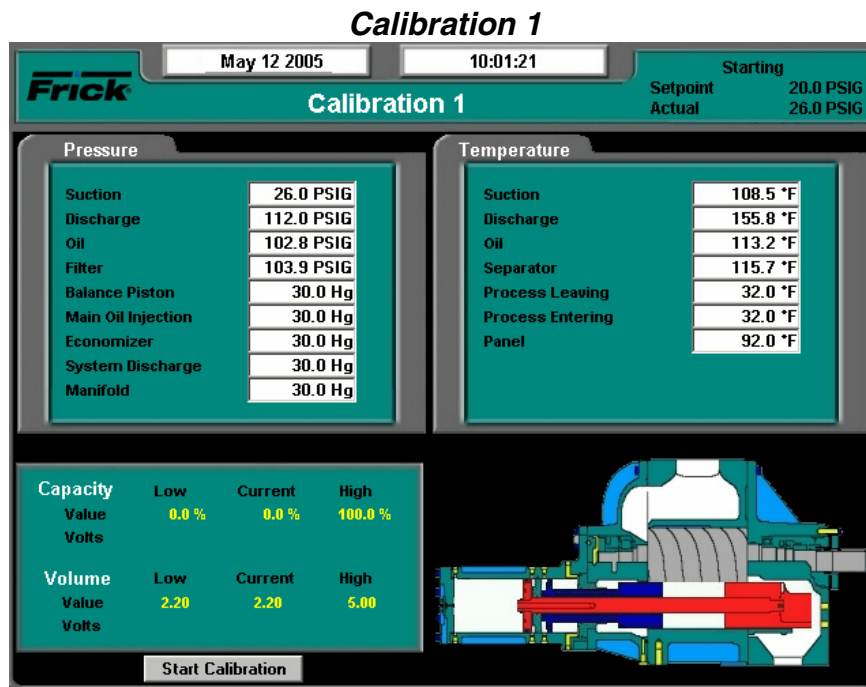 Calibration 1
May 12 2005
10:01:21
Frick
Calibration 1
Starting
Setpoint 20.0 PSIG
Actual 26.0 PSIG
Pressure
Suction 26.0 PSIG
Discharge 112.0 PSIG
Oil 102.8 PSIG
Filter 103.9 PSIG
Balance Piston 30.0 Hg
Main Oil Injection 30.0 Hg
Economizer 30.0 Hg
System Discharge 30.0 Hg
Manifold 30.0 Hg
Temperature
Suction 108.5 °F
Discharge 155.8 °F
Oil 113.2 °F
Separator 115.7 °F
Process Leaving 32.0 °F
Process Entering 32.0 °F
Panel 92.0 °F
Capacity Low Current High
Value 0.0 % 0.0 % 100.0 %
Volts
Volume Low Current High
Value 2.20 2.20 5.00
Volts
Start Calibration